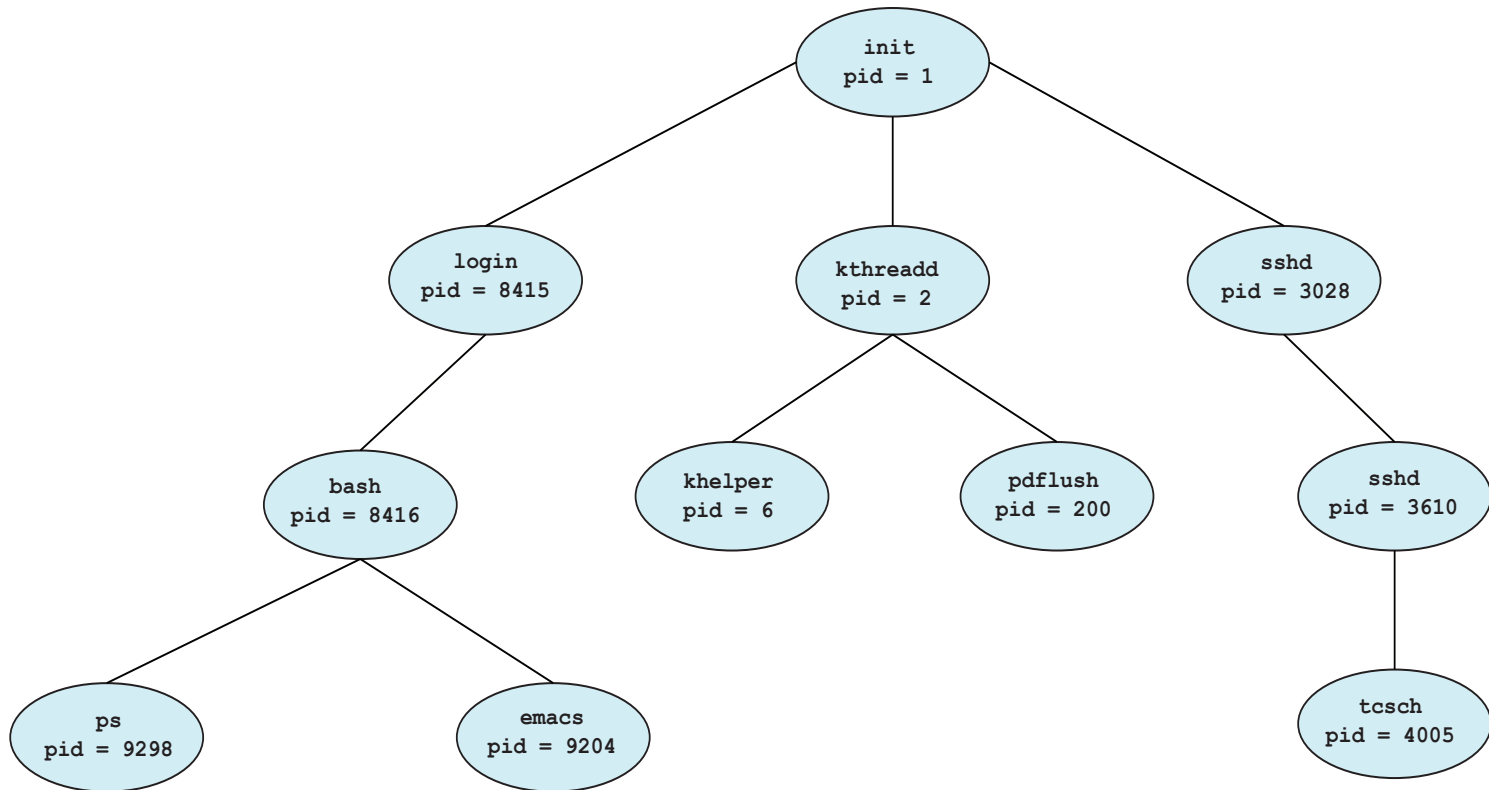 init
pid = 1
login
pid = 8415
kthreadd
pid = 2
sshd
pid = 3028
bash
pid = 8416
khelper
pid = 6
pdflush
pid = 200
sshd
pid = 3610
ps
pid = 9298
emacs
pid = 9204
tcsch
pid = 4005